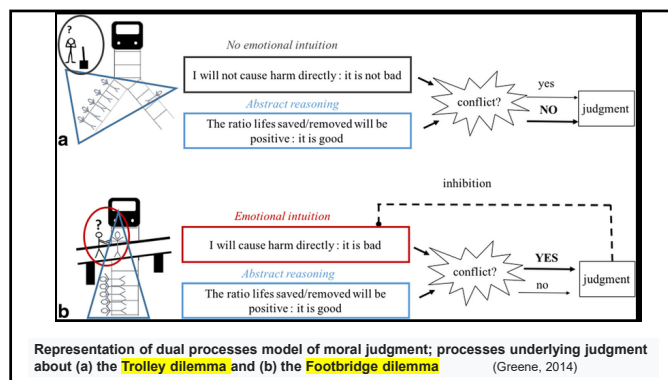 ?
No emotional intuition
I will not cause harm directly : it is not bad
Abstract reasoning
The ratio lifes saved/removed will be
positive : it is good
conflict?
yes
NO
judgment
a
inhibition
?
Emotional intuition
I will cause harm directly : it is bad
Abstract reasoning
The ratio lifes saved/removed will be
positive : it is good
conflict?
YES
no
judgment
b
Representation of dual processes model of moral judgment; processes underlying judgment
about (a) the Trolley dilemma and (b) the Footbridge dilemma (Greene, 2014)